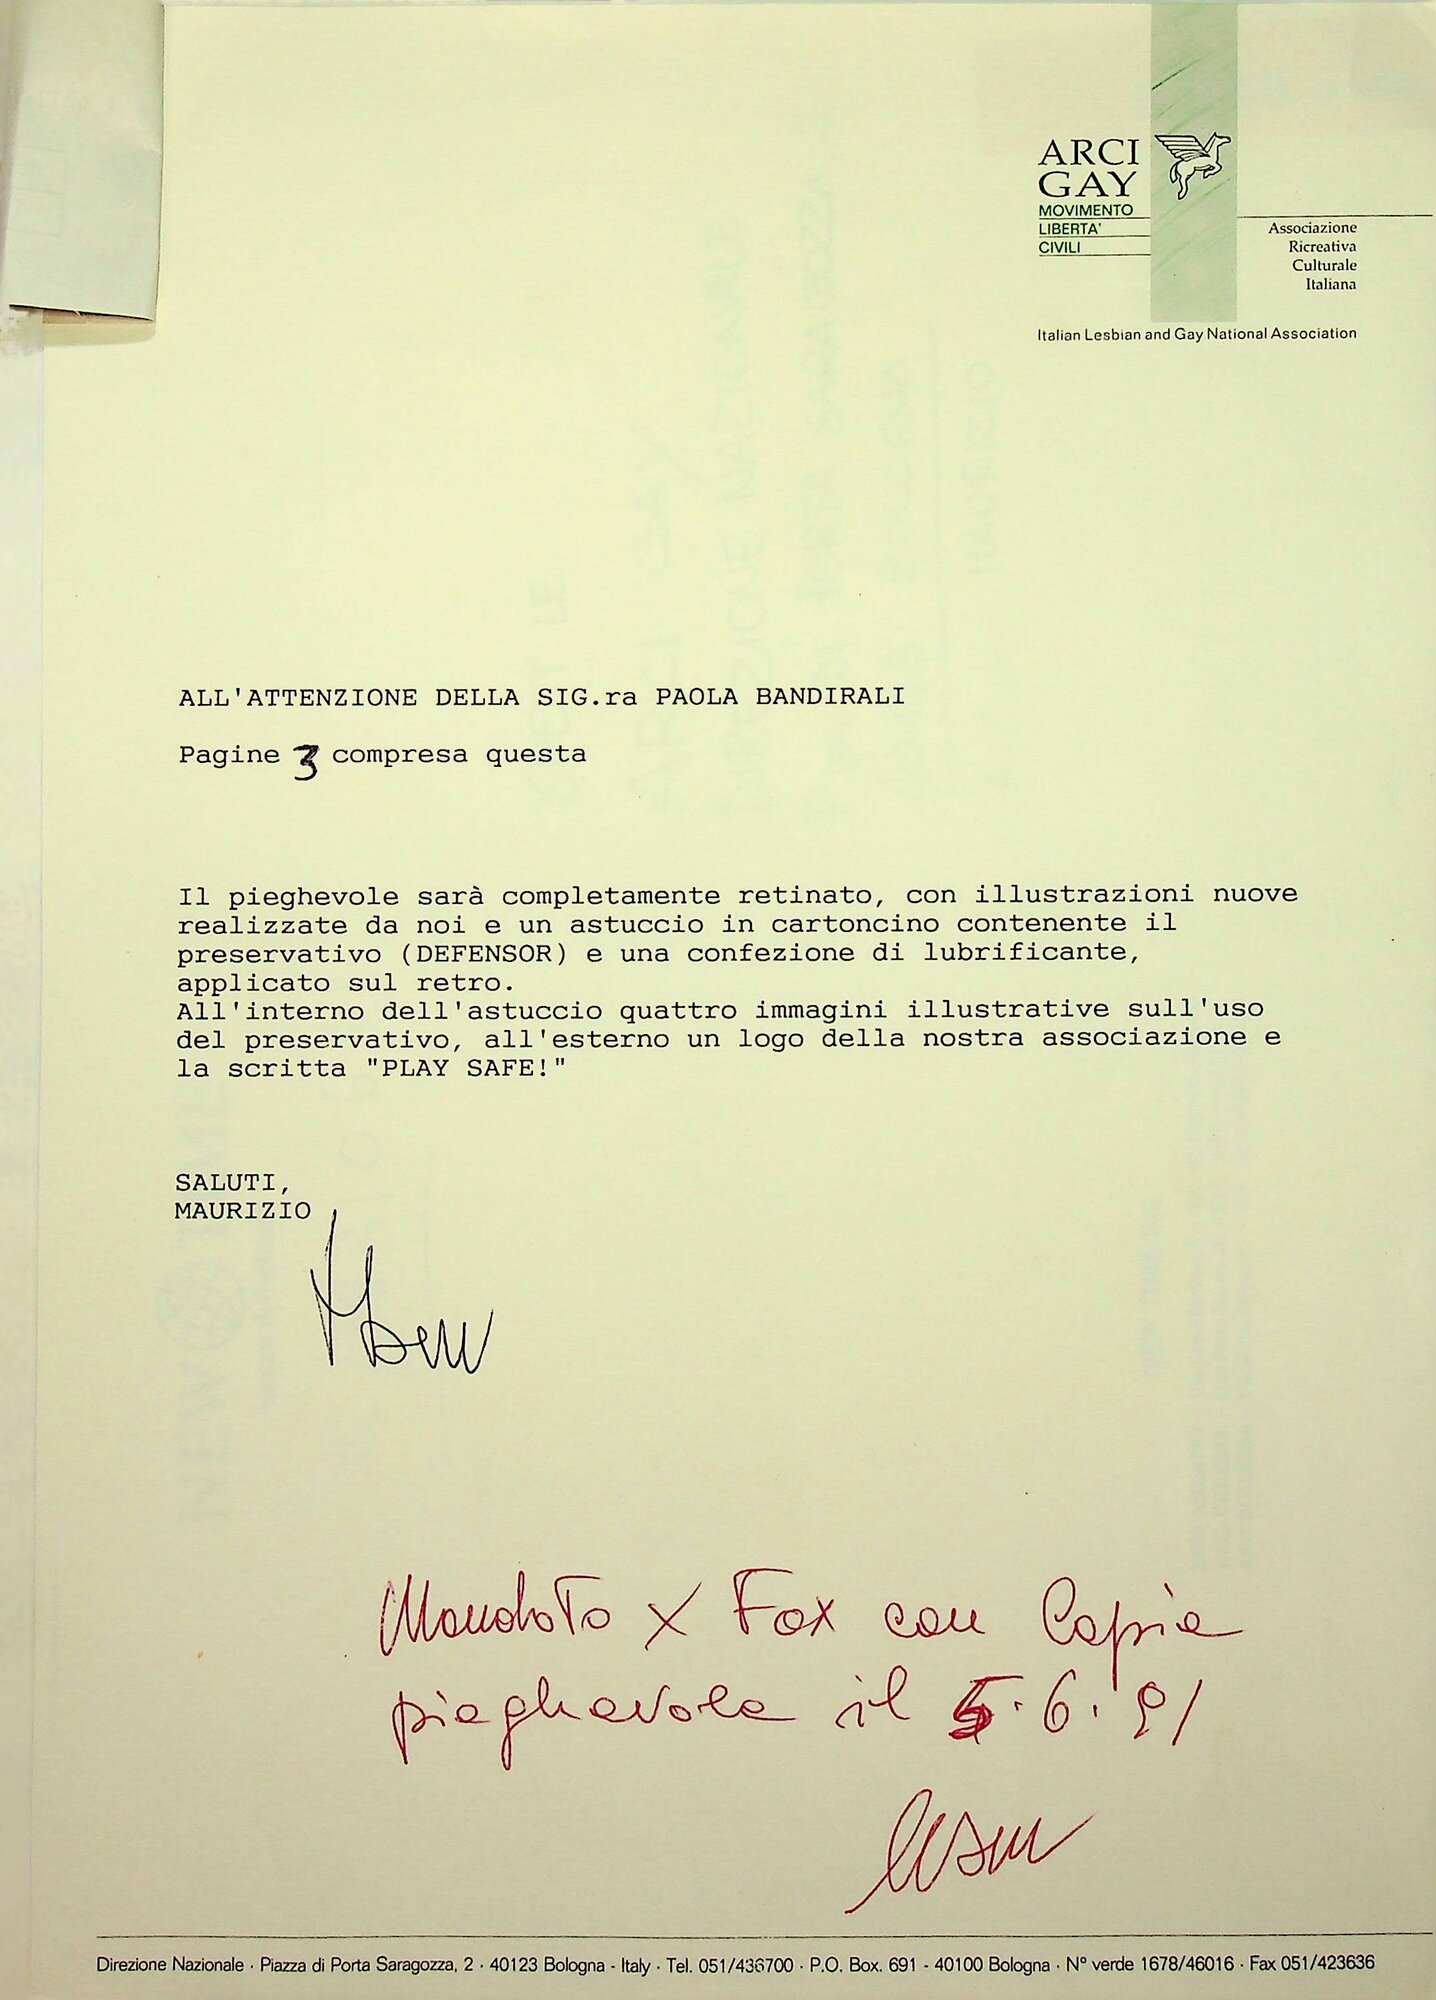 ARCI
GAY
MOVIMENTO
LIBERTA'
CIVILI
Associazione
Ricreativa
Culturale
Italiana
Italian Lesbian and Gay National Association
ALL'ATTENZIONE DELLA SIG.ra PAOLA BANDIRALI
Pagine 3 compresa questa
Il pieghevole sarà completamente retinato, con illustrazioni nuove
realizzate da noi e un astuccio in cartoncino contenente il
preservativo (DEFENSOR) e una confezione di lubrificante,
applicato sul retro.
All'interno dell'astuccio quattro immagini illustrative sull'uso
del preservativo, all'esterno un logo della nostra associazione e
la scritta "PLAY SAFE!"
SALUTI,
MAURIZIO
Mandato x Fax con Copia
pieghevole il 5.6.91
Direzione Nazionale · Piazza di Porta Saragozza, 2 · 40123 Bologna - Italy · Tel. 051/436700 · P.O. Box. 691 - 40100 Bologna · N° verde 1678/46016 · Fax 051/423636